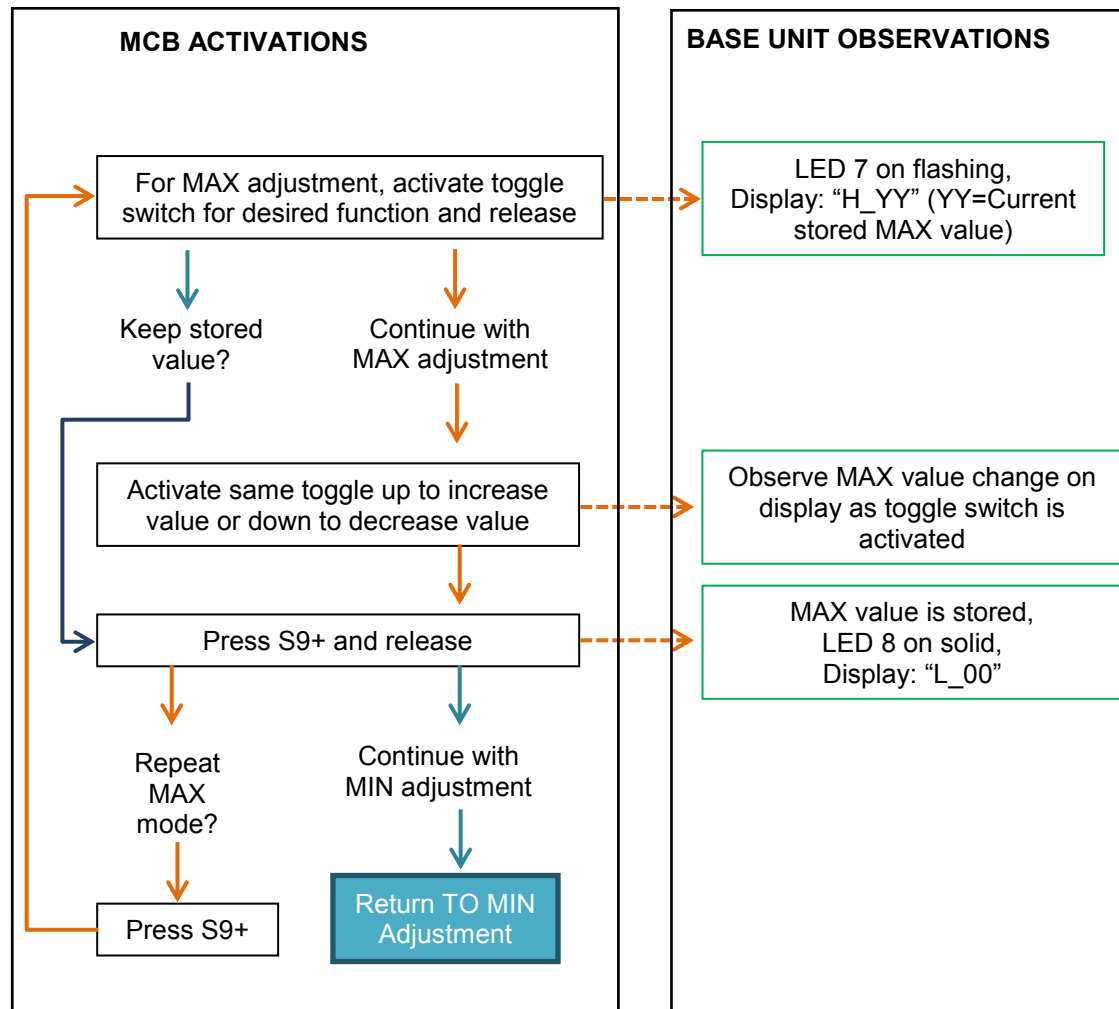 MCB ACTIVATIONS
BASE UNIT OBSERVATIONS
For MAX adjustment, activate toggle
switch for desired function and release
LED 7 on flashing,
Display: “H_YY” (YY=Current
stored MAX value)
Keep stored
value?
Continue with
MAX adjustment
Activate same toggle up to increase
value or down to decrease value
Observe MAX value change on
display as toggle switch is
activated
Press S9+ and release
MAX value is stored,
LED 8 on solid,
Display: “L_00”
Repeat
MAX
mode?
Continue with
MIN adjustment
Press S9+
Return TO MIN
Adjustment